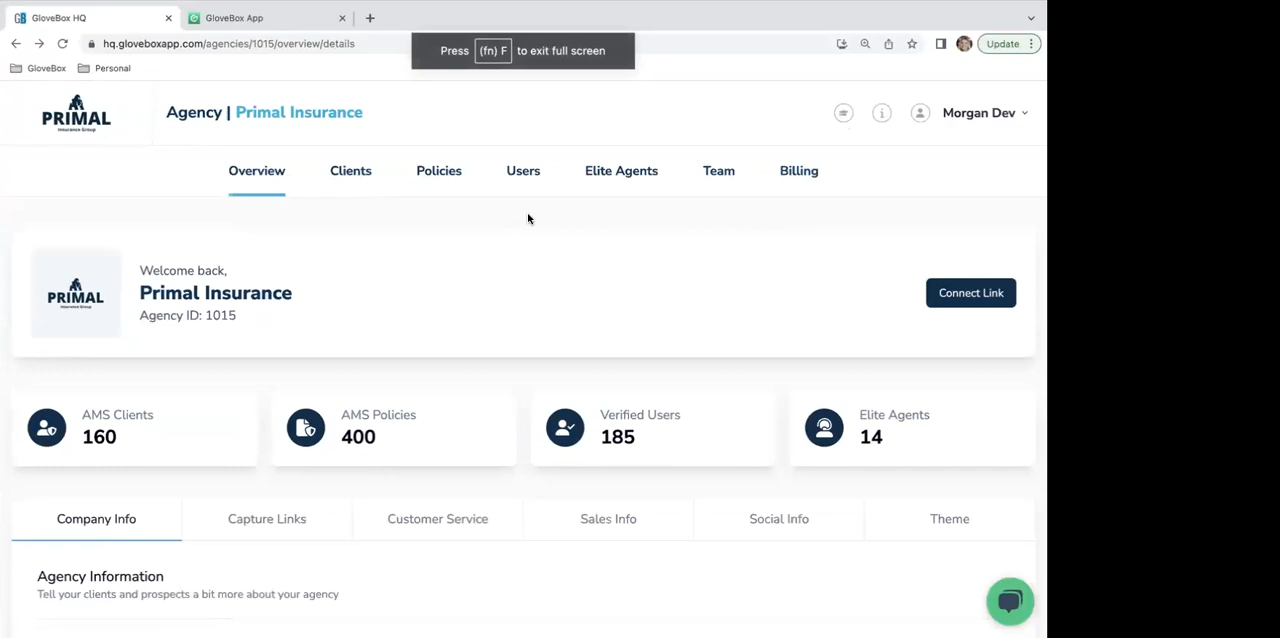 GloveBox HQ
GloveBox App
hq.gloveboxapp.com/agencies/1015/overview/details
Press (fn) F to exit full screen
Update
GloveBox
Personal
PRIMAL
Insurance Group
Agency | Primal Insurance
Morgan Dev
Overview
Clients
Policies
Users
Elite Agents
Team
Billing
PRIMAL
Insurance Group
Welcome back,
Primal Insurance
Agency ID: 1015
Connect Link
AMS Clients
160
AMS Policies
400
Verified Users
185
Elite Agents
14
Company Info
Capture Links
Customer Service
Sales Info
Social Info
Theme
Agency Information
Tell your clients and prospects a bit more about your agency